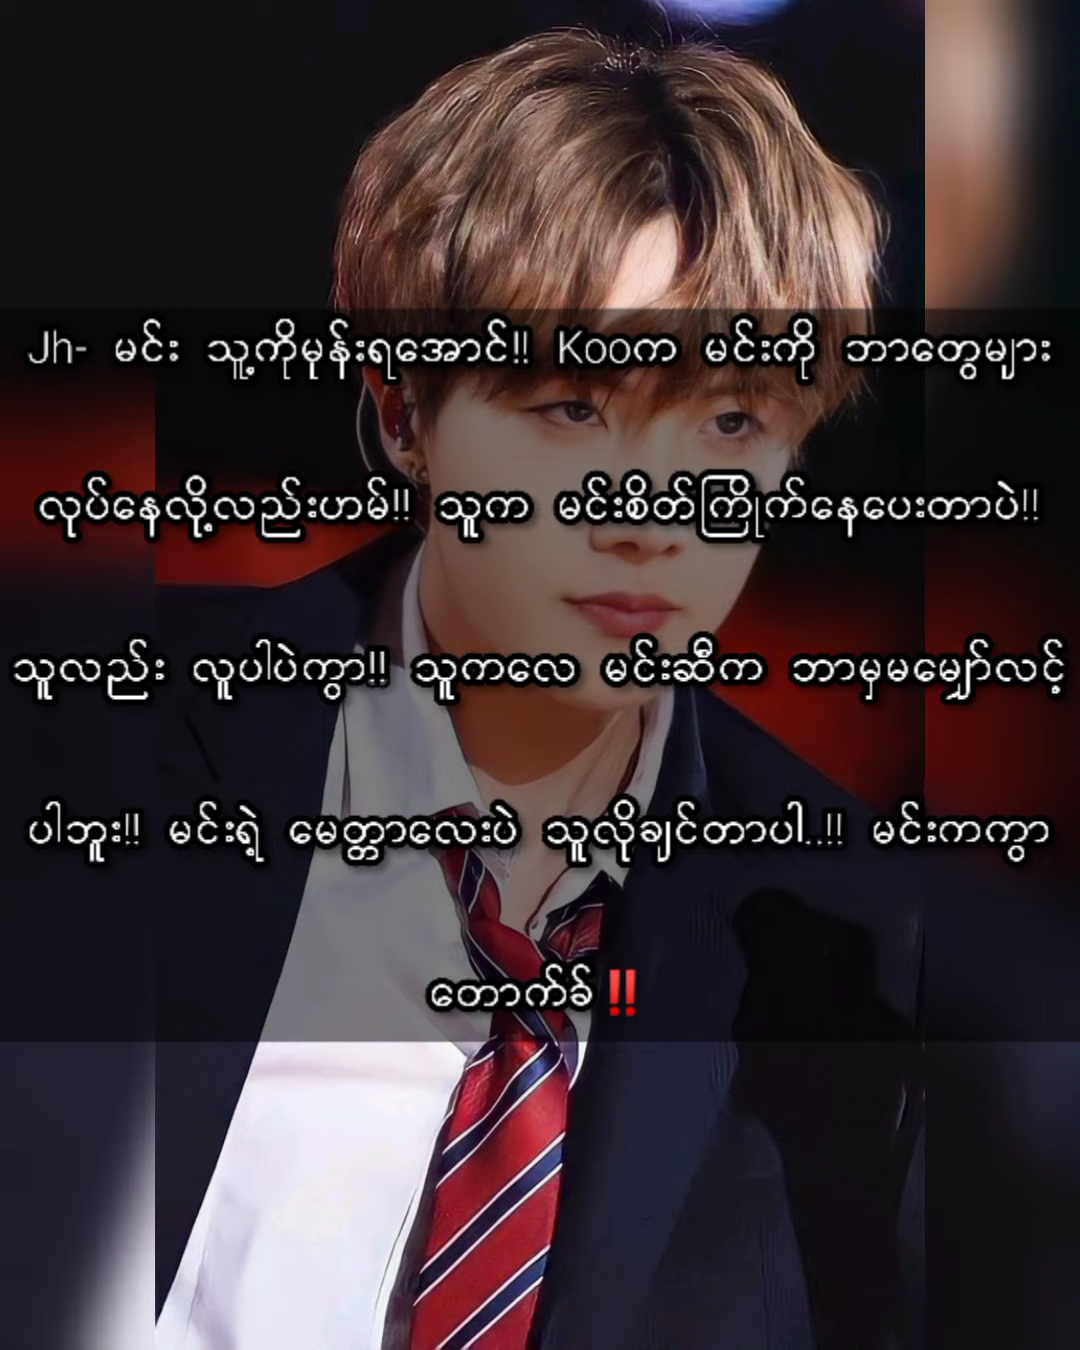 Jh- မင်း သူ့ကိုမုန်းရအောင်!! Kooက မင်းကို ဘာတွေများ
လုပ်နေလို့လည်းဟမ်!! သူက မင်းစိတ်ကြိုက်နေပေးတာပဲ!!
သူလည်း လူပါပဲကွာ!! သူကလေ မင်းဆီက ဘာမှမမျှော်လင့်
ပါဘူး!! မင်းရဲ့ မေတ္တာလေးပဲ သူလိုချင်တာပါ..!! မင်းကကွာ
တောက်ခ်‼️